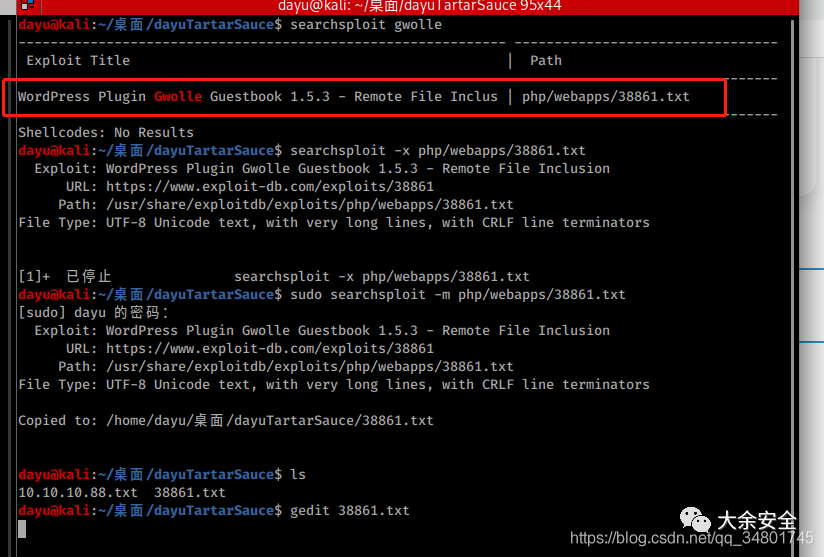 dayu@kali: ~/桌面/dayuTartarSauce 95x44
dayu@kali:~/桌面/dayuTartarSauce$ searchsploit gwolle
------------------------------------------------------------ ---------------------------------
Exploit Title | Path
------------------------------------------------------------ ---------------------------------
WordPress Plugin Gwolle Guestbook 1.5.3 - Remote File Inclus | php/webapps/38861.txt
------------------------------------------------------------ ---------------------------------
Shellcodes: No Results
dayu@kali:~/桌面/dayuTartarSauce$ searchsploit -x php/webapps/38861.txt
Exploit: WordPress Plugin Gwolle Guestbook 1.5.3 - Remote File Inclusion
URL: https://www.exploit-db.com/exploits/38861
Path: /usr/share/exploitdb/exploits/php/webapps/38861.txt
File Type: UTF-8 Unicode text, with very long lines, with CRLF line terminators
[1]+ 已停止 searchsploit -x php/webapps/38861.txt
dayu@kali:~/桌面/dayuTartarSauce$ sudo searchsploit -m php/webapps/38861.txt
[sudo] dayu 的密码：
Exploit: WordPress Plugin Gwolle Guestbook 1.5.3 - Remote File Inclusion
URL: https://www.exploit-db.com/exploits/38861
Path: /usr/share/exploitdb/exploits/php/webapps/38861.txt
File Type: UTF-8 Unicode text, with very long lines, with CRLF line terminators
Copied to: /home/dayu/桌面/dayuTartarSauce/38861.txt
dayu@kali:~/桌面/dayuTartarSauce$ ls
10.10.10.88.txt 38861.txt
dayu@kali:~/桌面/dayuTartarSauce$ gedit 38861.txt
大余安全
https://blog.csdn.net/qq_34801745